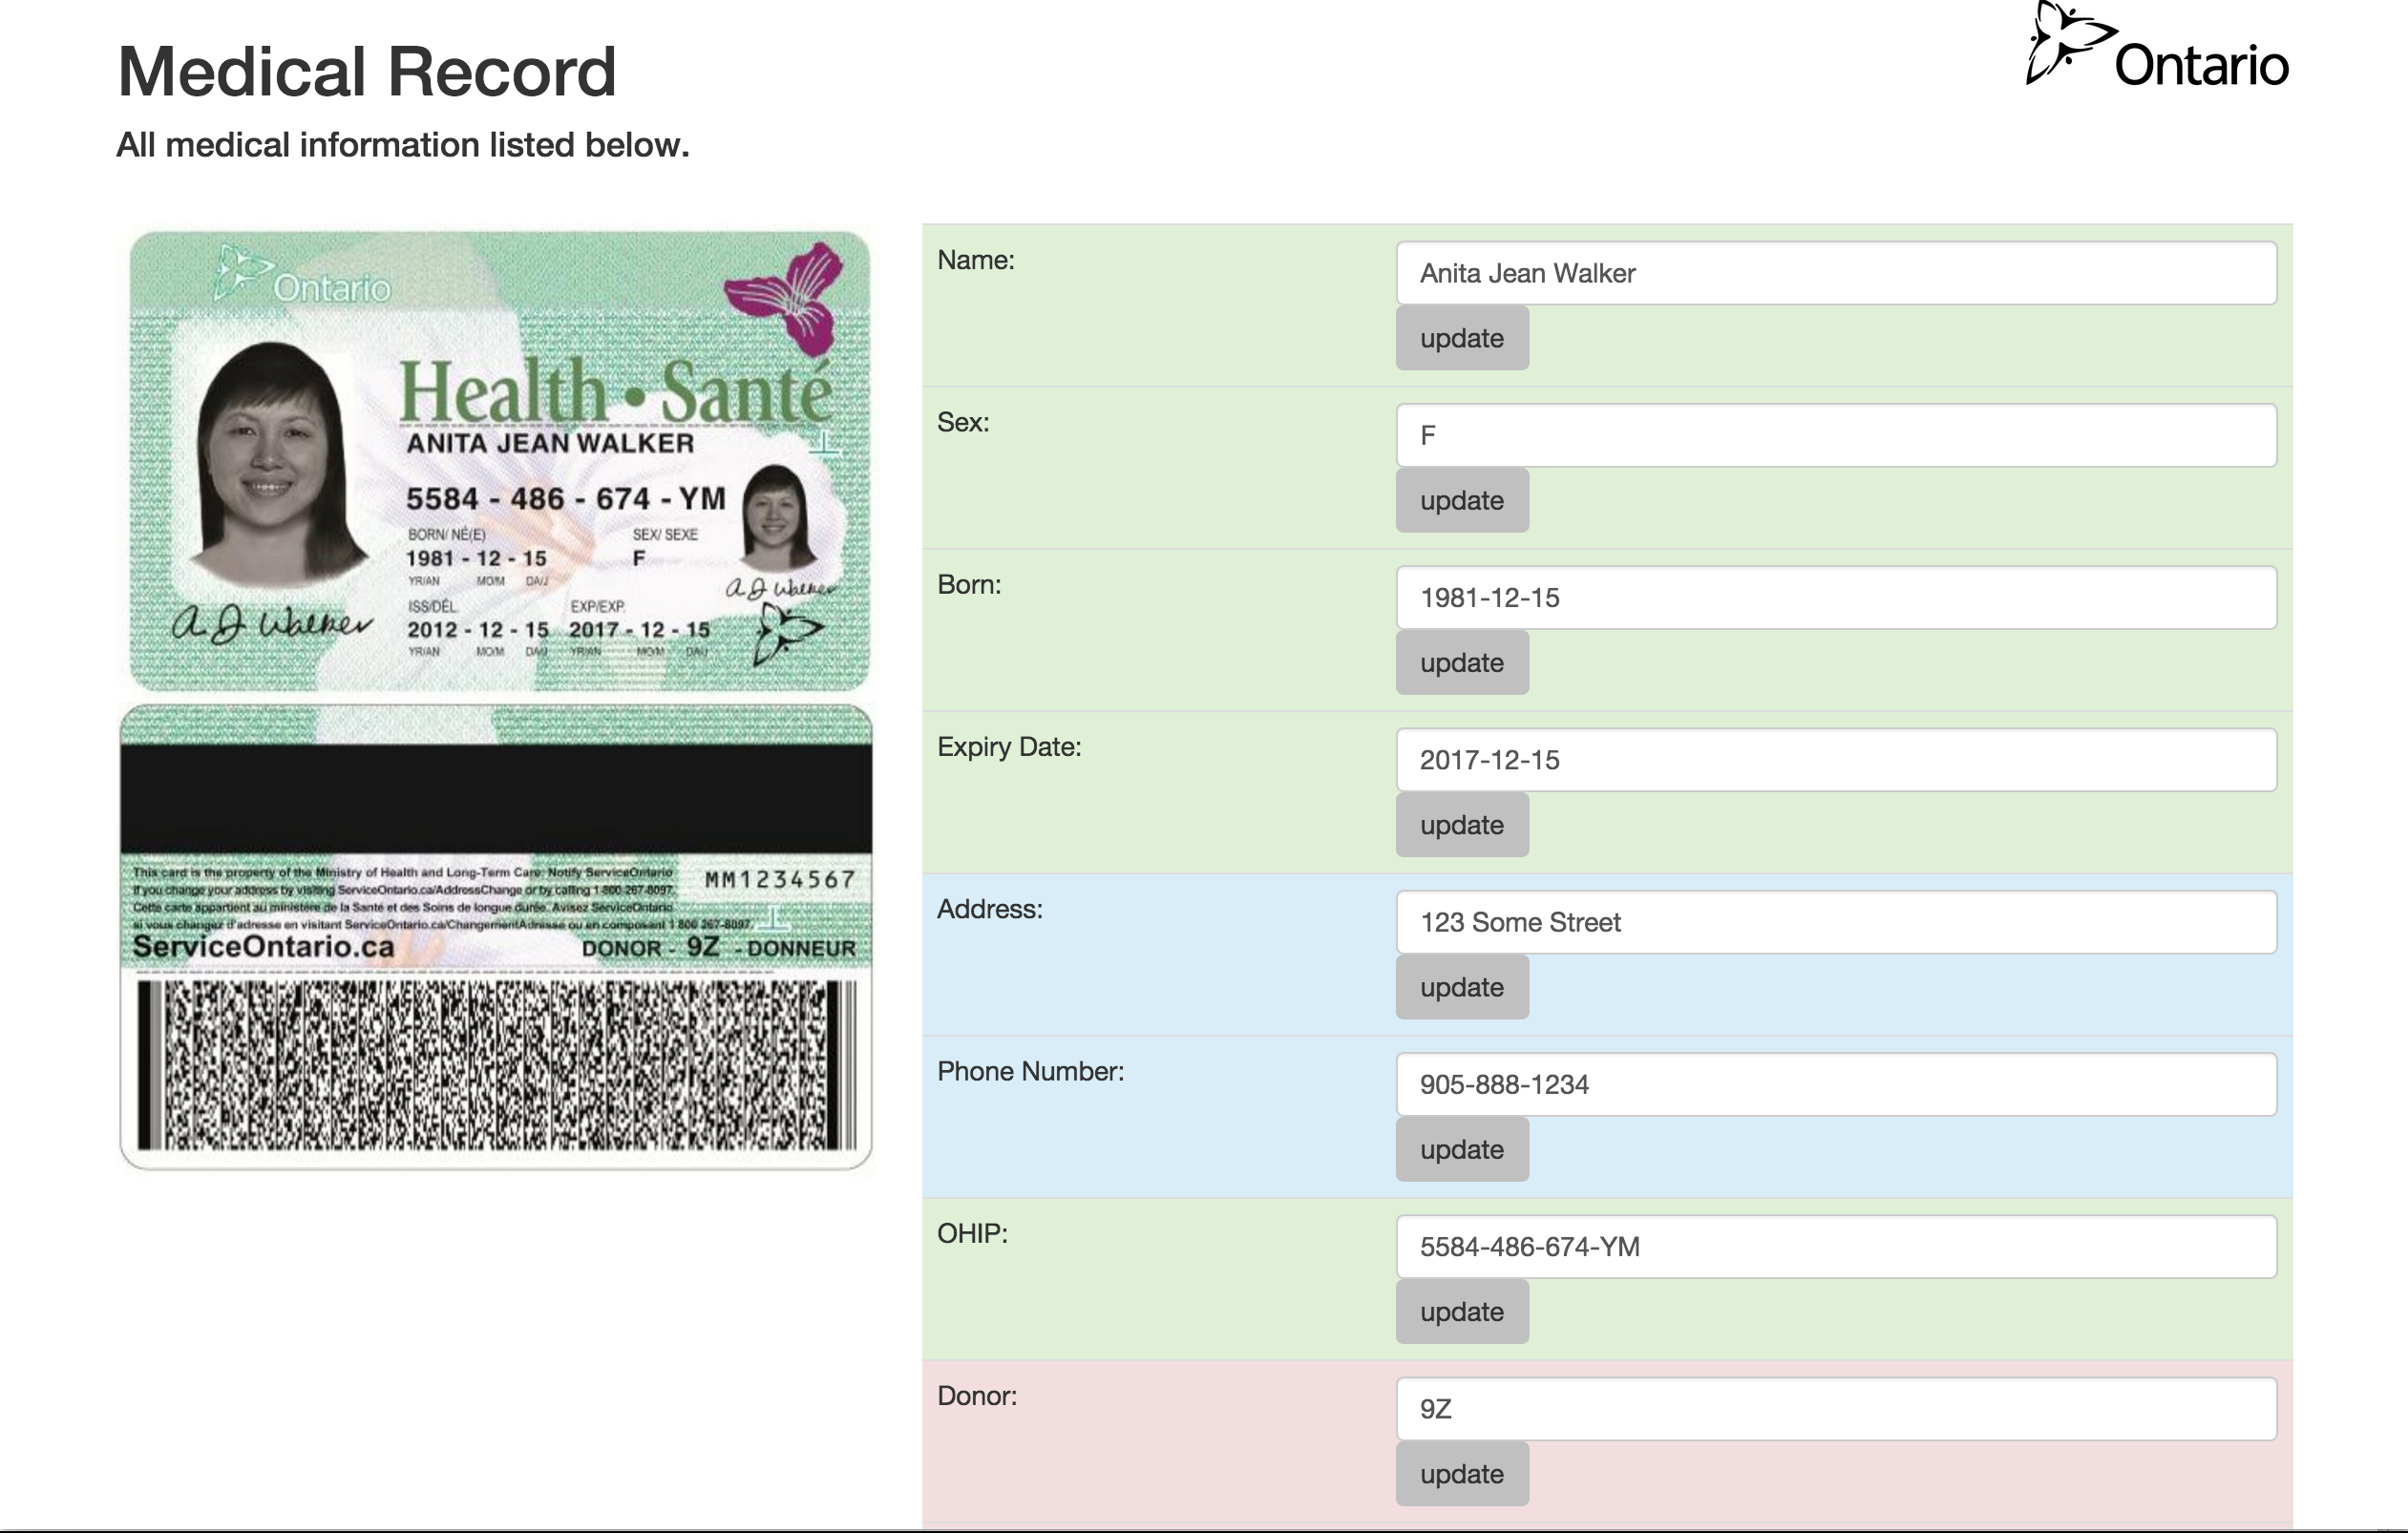 Medical Record
Ontario
All medical information listed below.
Ontario
Health • Santé
ANITA JEAN WALKER
5584 - 486 - 674 - YM
BORN/ NÉ(E) SEX/ SEXE
1981 - 12 - 15 F
YR/AN MO/M DA/J
A J Walker
A J Walker
ISS/DÉL. EXP/EXP.
2012 - 12 - 15 2017 - 12 - 15
YR/AN MO/M DA/J YR/AN MO/M DA/J
This card is the property of the Ministry of Health and Long-Term Care. Notify ServiceOntario
if you change your address by visiting ServiceOntario.ca/AddressChange or by calling 1-800-267-8097.
MM1234567
Cette carte appartient au ministère de la Santé et des Soins de longue durée. Avisez ServiceOntario
si vous changez d'adresse en visitant ServiceOntario.ca/ChangementAdresse ou en composant 1 800 267-8097.
ServiceOntario.ca DONOR - 9Z - DONNEUR
Name: Anita Jean Walker
update
Sex: F
update
Born: 1981-12-15
update
Expiry Date: 2017-12-15
update
Address: 123 Some Street
update
Phone Number: 905-888-1234
update
OHIP: 5584-486-674-YM
update
Donor: 9Z
update